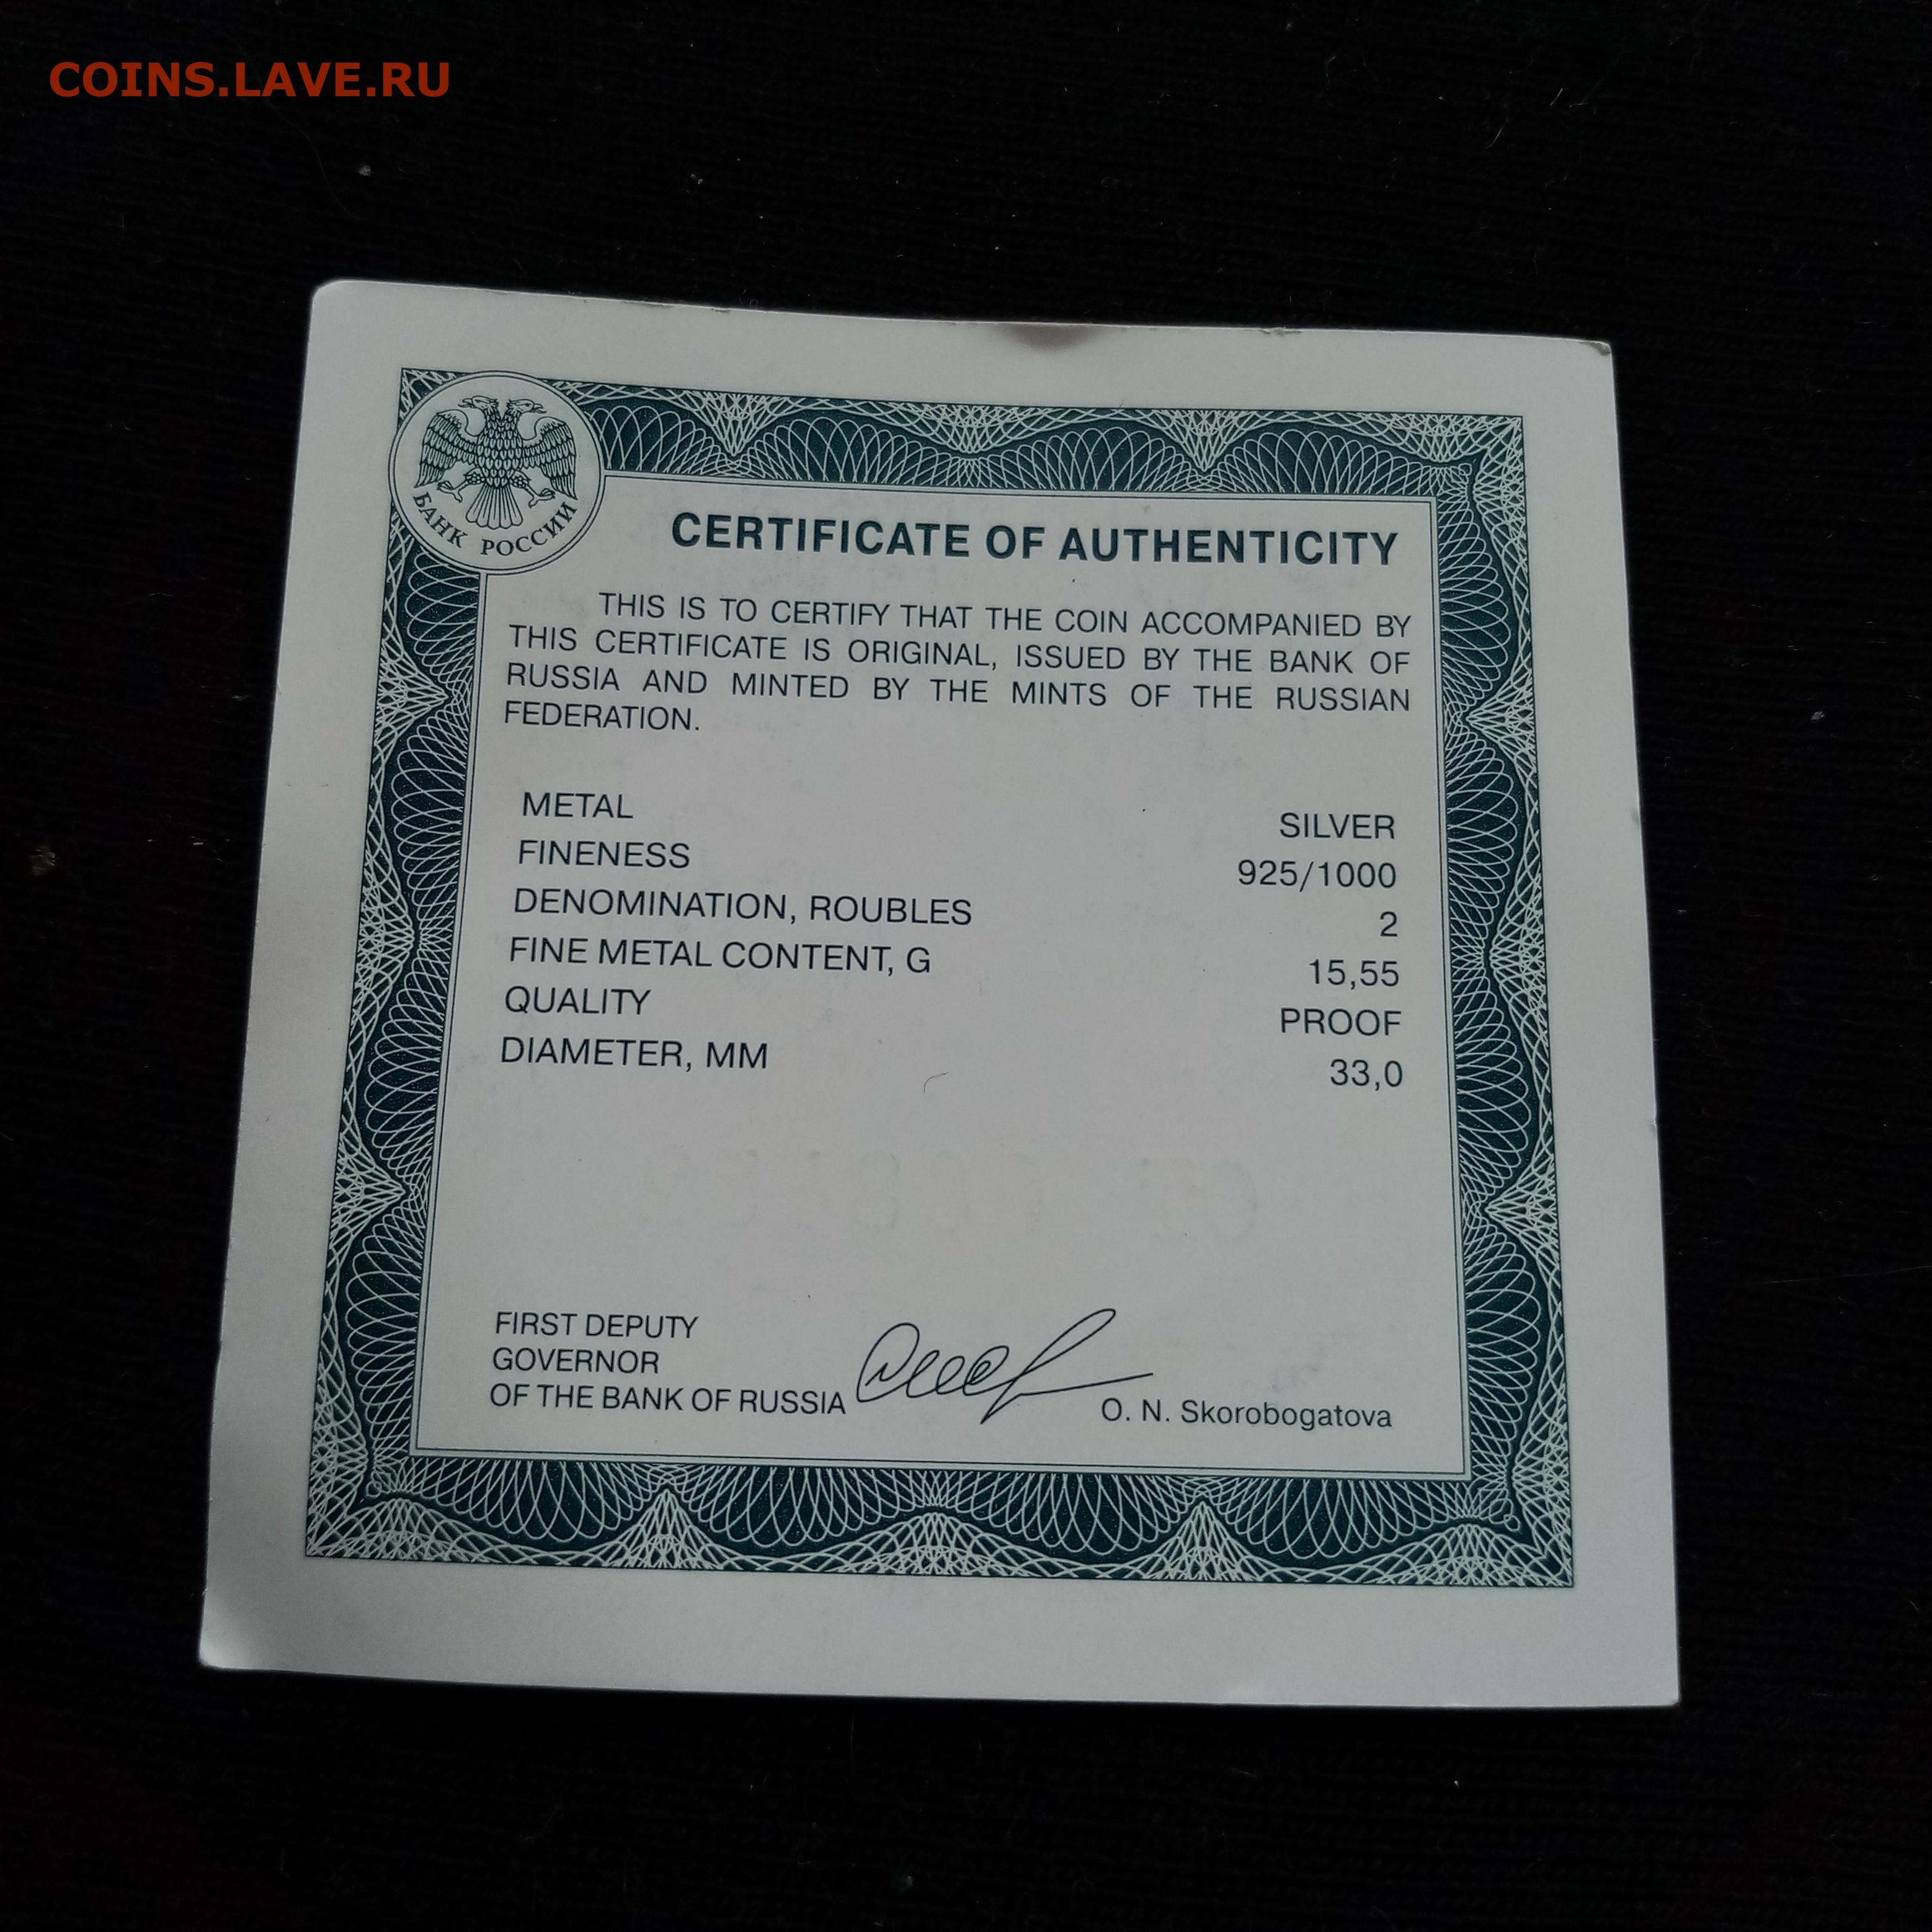 COINS.LAVE.RU
БАНК РОССИИ
CERTIFICATE OF AUTHENTICITY
THIS IS TO CERTIFY THAT THE COIN ACCOMPANIED BY
THIS CERTIFICATE IS ORIGINAL, ISSUED BY THE BANK OF
RUSSIA AND MINTED BY THE MINTS OF THE RUSSIAN
FEDERATION.
METAL SILVER
FINENESS 925/1000
DENOMINATION, ROUBLES 2
FINE METAL CONTENT, G 15,55
QUALITY PROOF
DIAMETER, MM 33,0
FIRST DEPUTY
GOVERNOR
OF THE BANK OF RUSSIA O. N. Skorobogatova